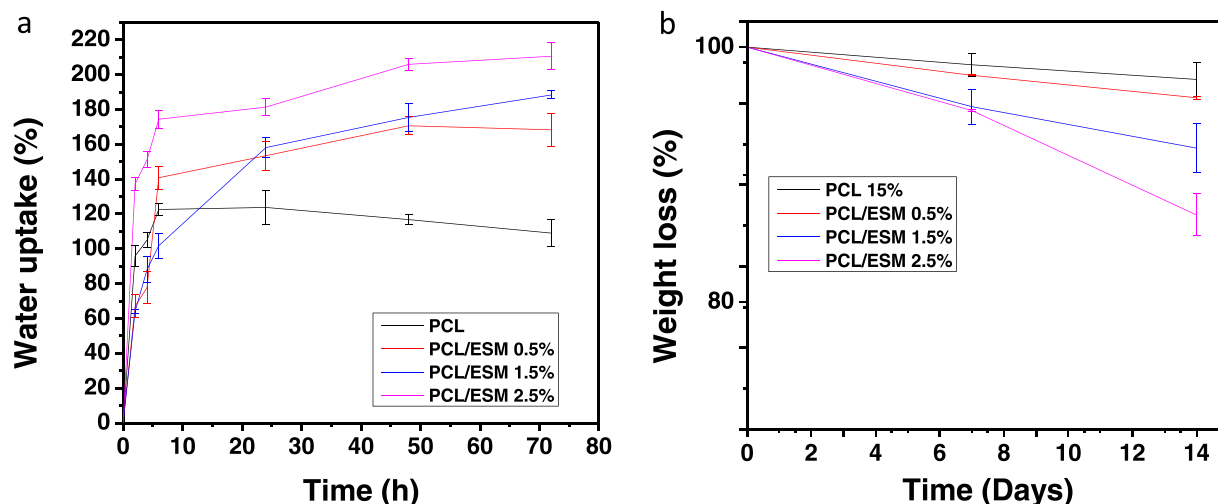 a
220
200
180
160
140
120
100
80
60
40
20
0
Water uptake (%)
PCL
PCL/ESM 0.5%
PCL/ESM 1.5%
PCL/ESM 2.5%
0 10 20 30 40 50 60 70 80
Time (h)
b
100
80
Weight loss (%)
PCL 15%
PCL/ESM 0.5%
PCL/ESM 1.5%
PCL/ESM 2.5%
0 2 4 6 8 10 12 14
Time (Days)